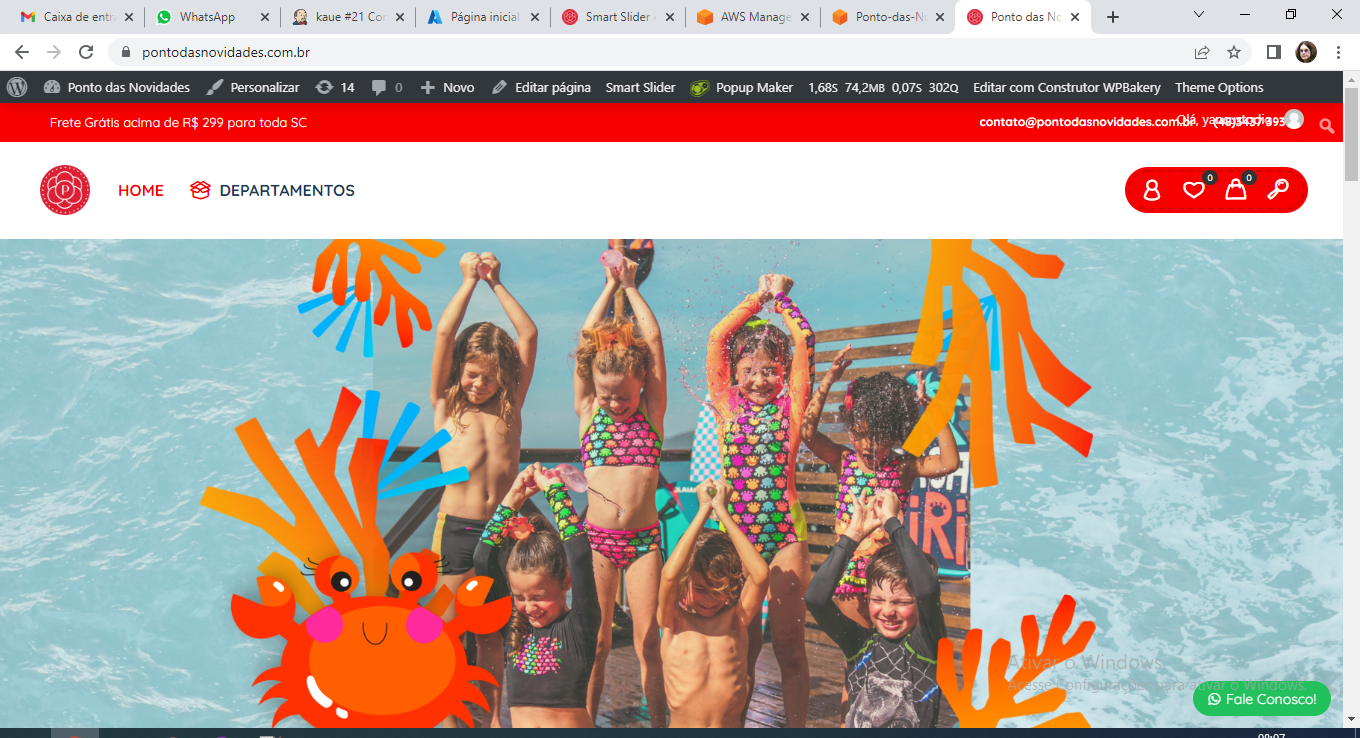 Caixa de entr
WhatsApp
kaue #21 Cor
Página inicial
Smart Slider
AWS Manage
Ponto-das-No
Ponto das No
pontodasnovidades.com.br
Ponto das Novidades
Personalizar
14
0
Novo
Editar página
Smart Slider
Popup Maker
1,68S 74,2MB 0,07S 302Q
Editar com Construtor WPBakery
Theme Options
Frete Grátis acima de R$ 299 para toda SC
contato@pontodasnovidades.com.br
P
HOME
DEPARTAMENTOS
0
0
Ativar o Windows
Acesse Configurações para ativar o Windows.
Fale Conosco!